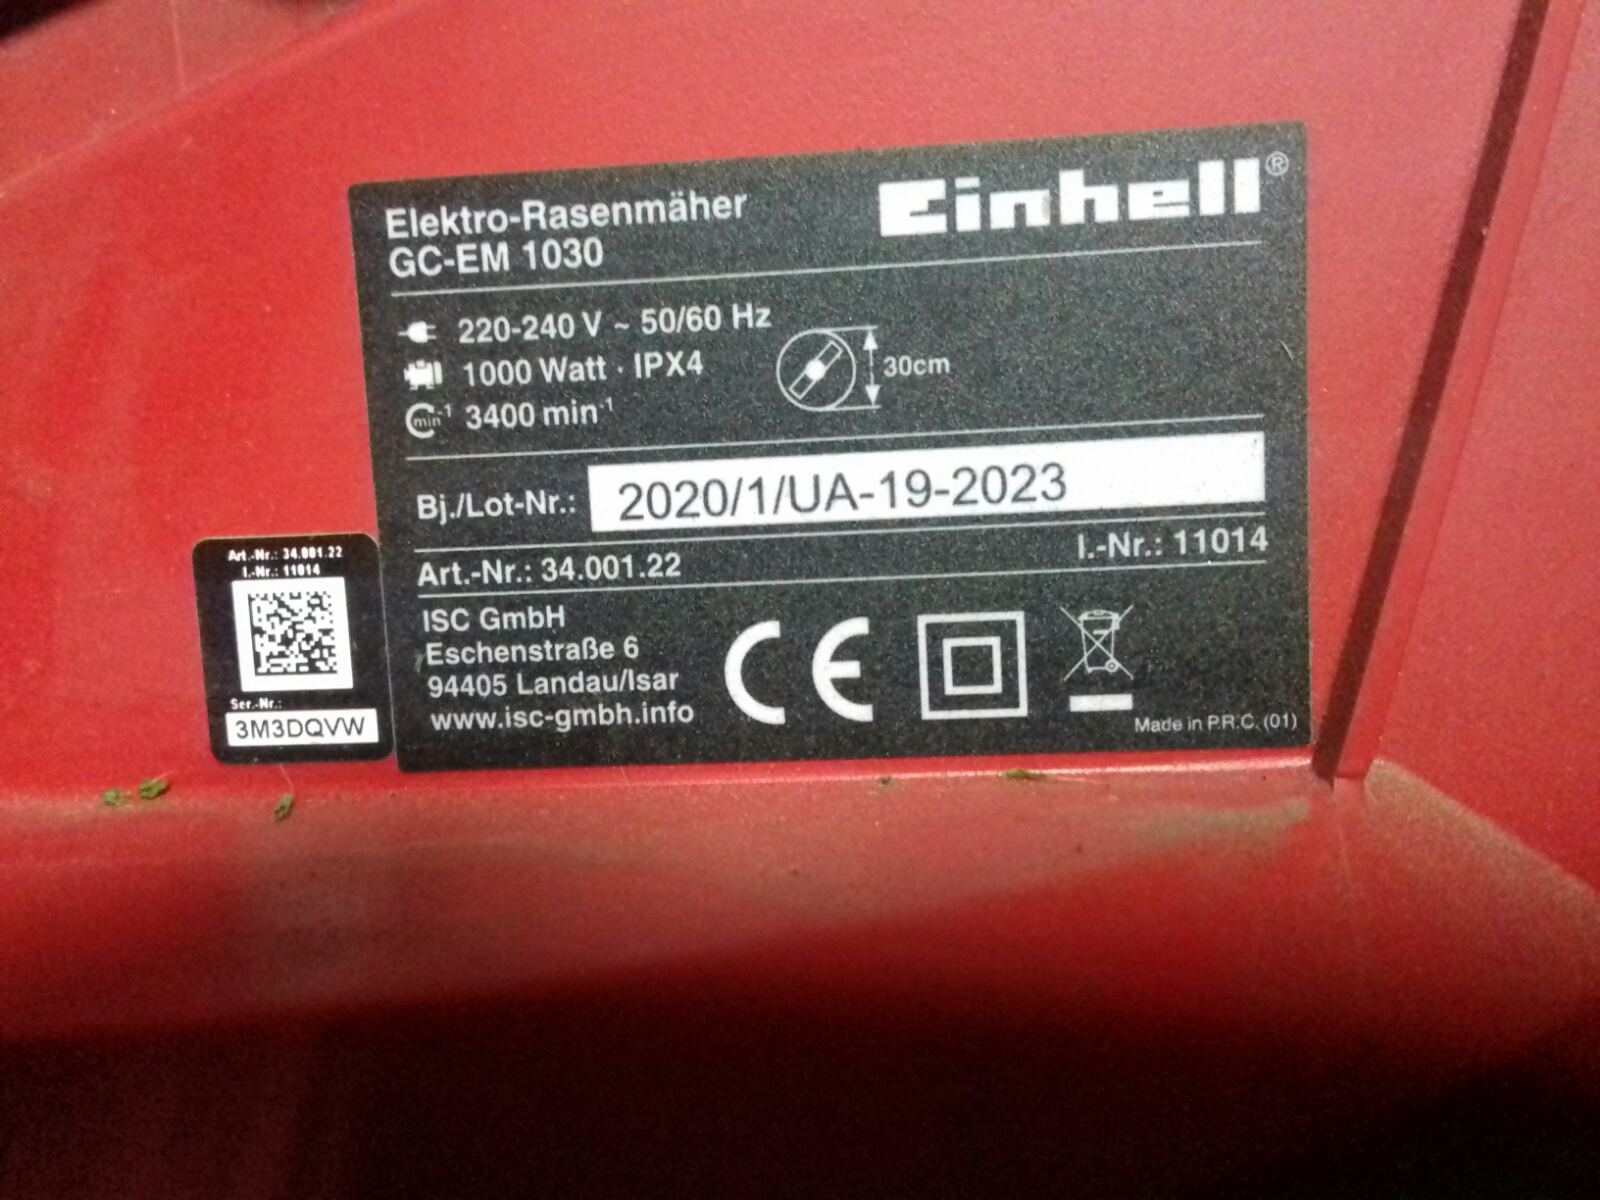 Elektro-Rasenmäher
GC-EM 1030
Einhell®
220-240 V ~ 50/60 Hz
1000 Watt · IPX4
min-1 3400 min-1
30cm
Bj./Lot-Nr.: 2020/1/UA-19-2023
Art.-Nr.: 34.001.22
I.-Nr.: 11014
ISC GmbH
Eschenstraße 6
94405 Landau/Isar
www.isc-gmbh.info
CE
Made in P.R.C. (01)
Art.-Nr.: 34.001.22
I.-Nr.: 11014
Ser.-Nr.:
3M3DQVW